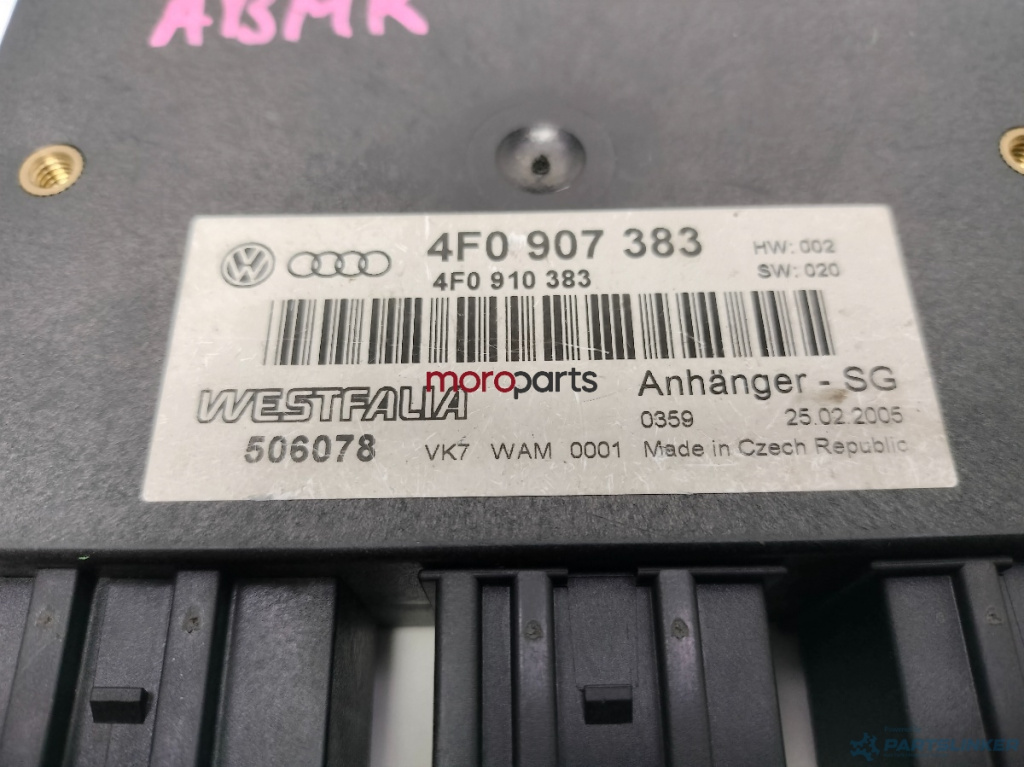 ABMR
4F0 907 383
HW: 002
4F0 910 383
SW: 020
moroparts
WESTFALIA
Anhänger - SG
0359 25.02.2005
506078 VK7 WAM 0001 Made in Czech Republic
PARTSLINKER